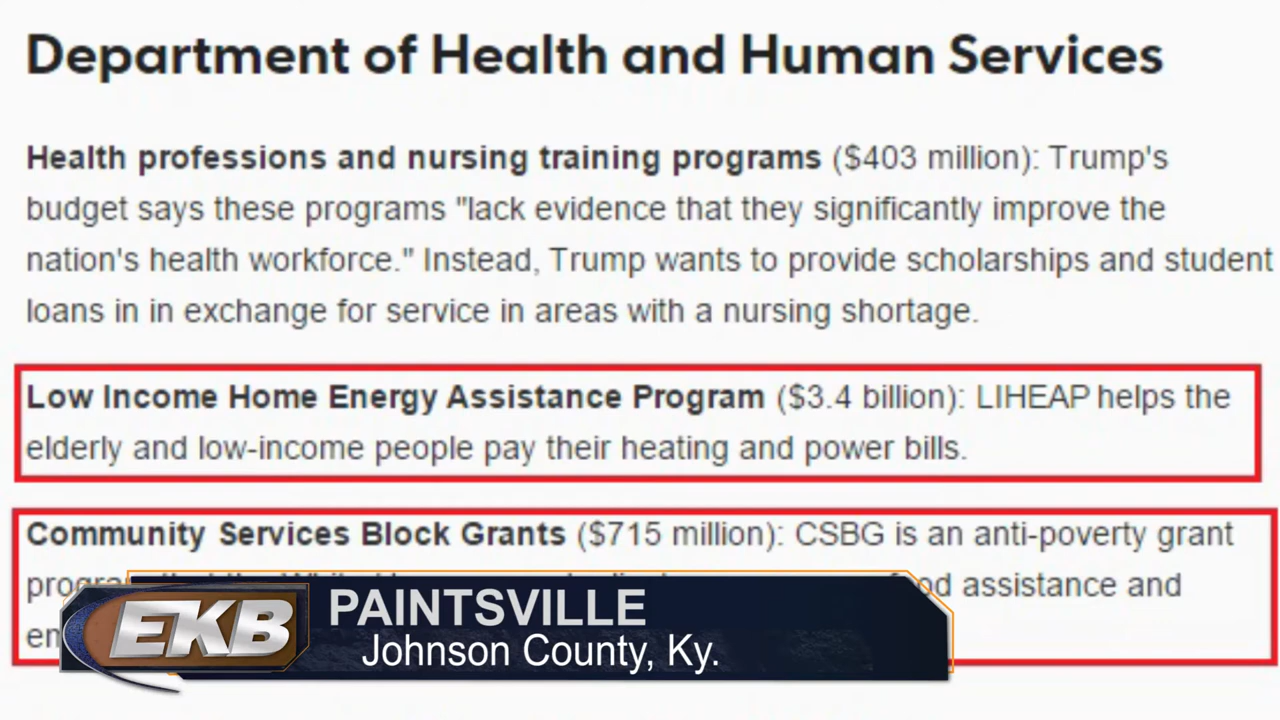 Department of Health and Human Services
Health professions and nursing training programs ($403 million): Trump's
budget says these programs "lack evidence that they significantly improve the
nation's health workforce." Instead, Trump wants to provide scholarships and student
loans in in exchange for service in areas with a nursing shortage.
Low Income Home Energy Assistance Program ($3.4 billion): LIHEAP helps the
elderly and low-income people pay their heating and power bills.
Community Services Block Grants ($715 million): CSBG is an anti-poverty grant
assistance and
EKB
PAINTSVILLE
Johnson County, Ky.